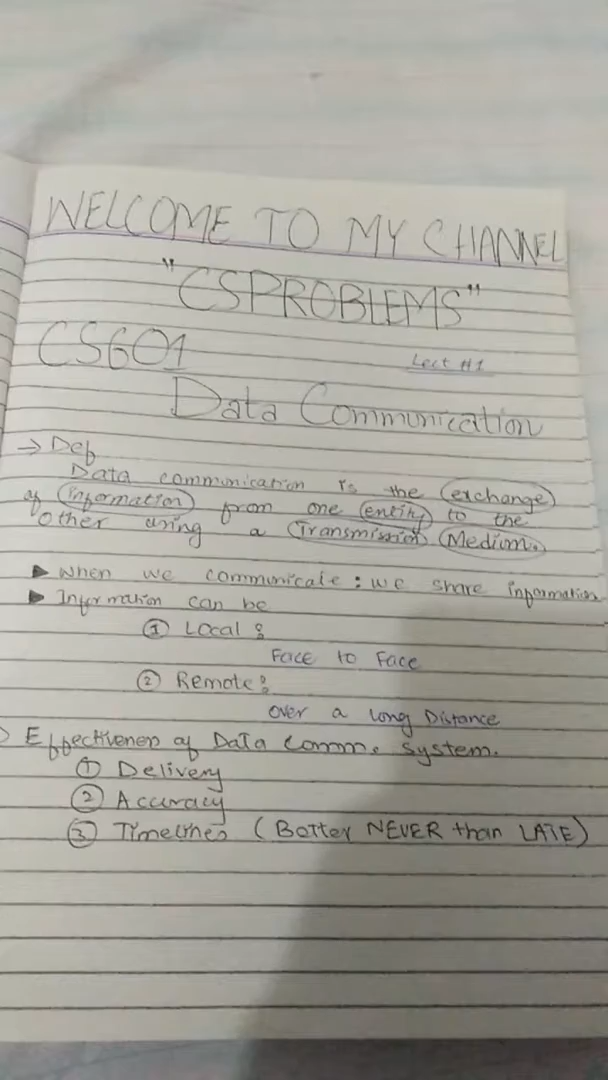 WELCOME TO MY CHANNEL
"CSPROBLEMS"
CS601
Lect #1
Data Communication
→ Def
Data communication is the exchange
of information from one entity to the
other using a Transmission Medium.
▶ When we communicate : we share information
▶ Information can be
① Local :
Face to Face
② Remote :
over a long Distance
Effectiveness of Data Comm. system.
① Delivery
② Accuracy
③ Timeliness (Better NEVER than LATE)